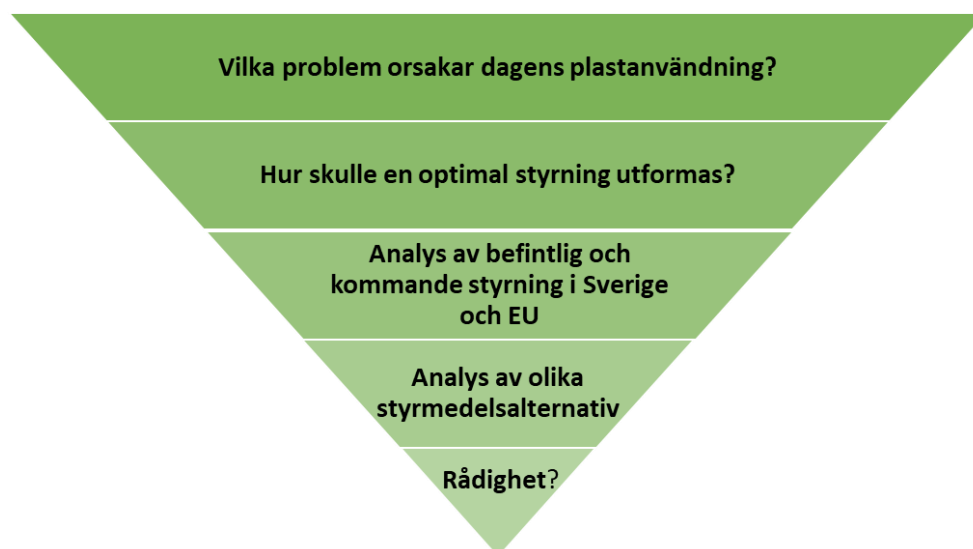 Vilka problem orsakar dagens plastanvändning?
Hur skulle en optimal styrning utformas?
Analys av befintlig och
kommande styrning i Sverige
och EU
Analys av olika
styrmedelsalternativ
Rådighet?